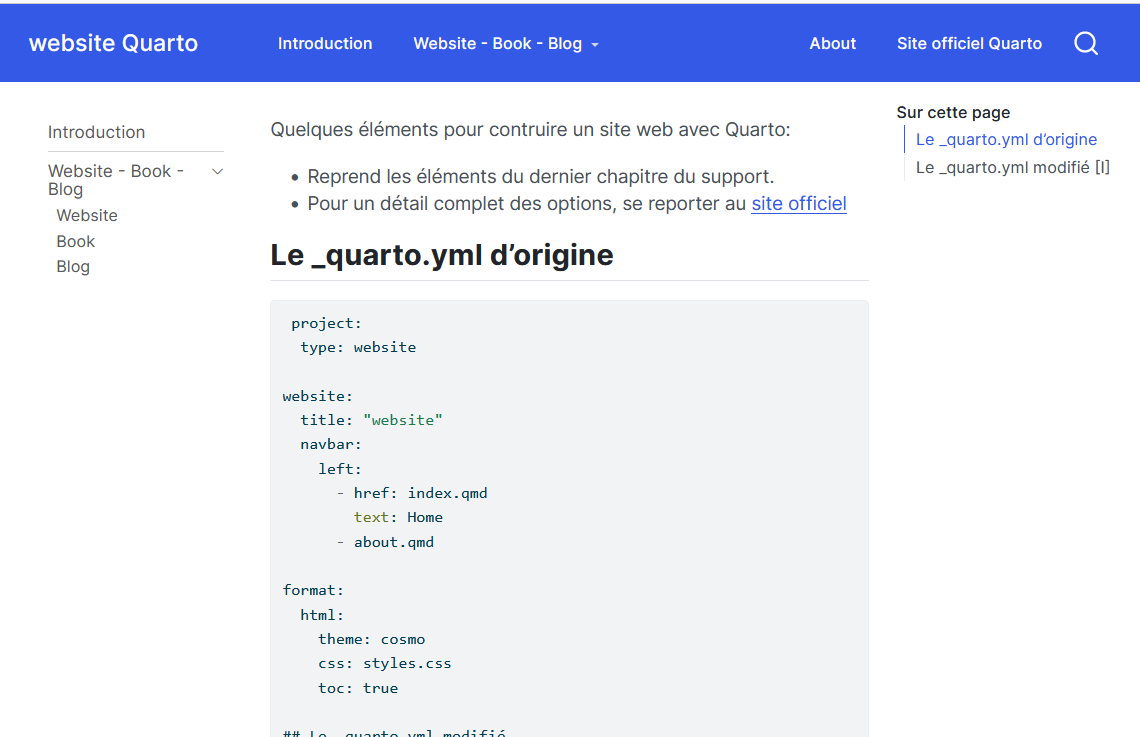 website Quarto
Introduction
Website - Book - Blog
About
Site officiel Quarto
Introduction
Website - Book -
Blog
Website
Book
Blog
Quelques éléments pour contruire un site web avec Quarto:
Reprend les éléments du dernier chapitre du support.
Pour un détail complet des options, se reporter au site officiel
Le _quarto.yml d’origine
project:
type: website
website:
title: "website"
navbar:
left:
- href: index.qmd
text: Home
- about.qmd
format:
html:
theme: cosmo
css: styles.css
toc: true
## Le _quarto.yml modifié
Sur cette page
Le _quarto.yml d’origine
Le _quarto.yml modifié [I]